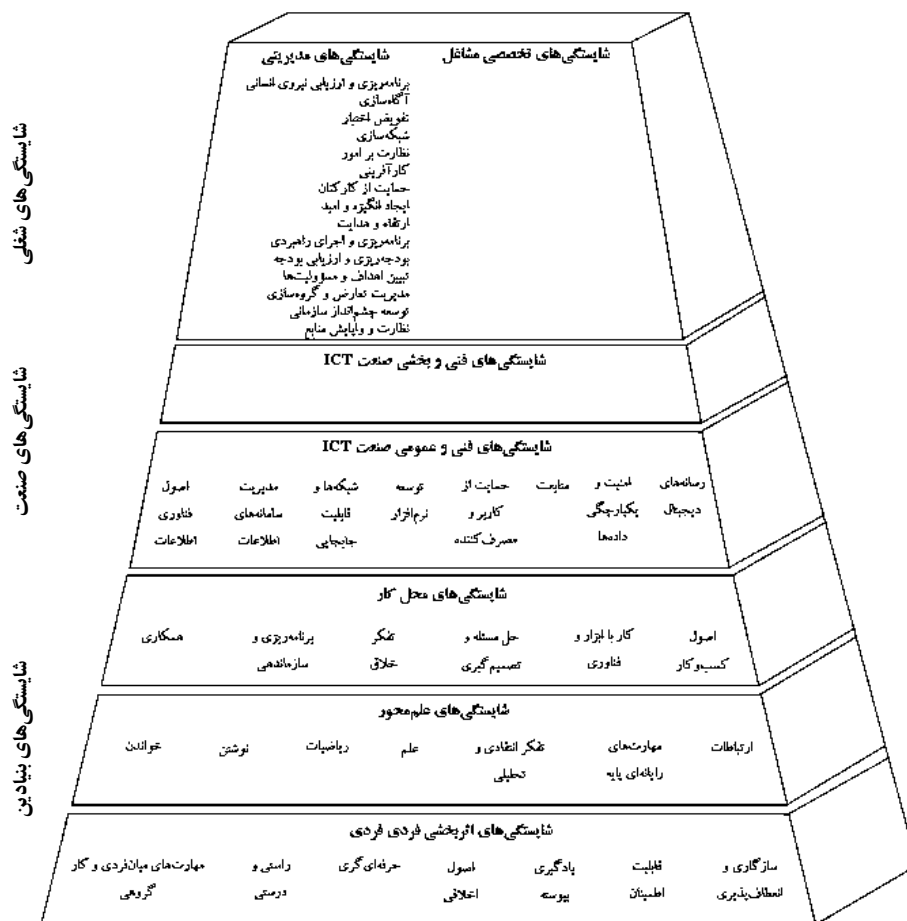 شایستگی‌های تخصصی مشاغل
شایستگی‌های مدیریتی
برنامه‌ریزی و ارزیابی نیروی انسانی
آگاه‌سازی
تفویض اختیار
شبکه‌سازی
نظارت بر امور
کارآفرینی
حمایت از کارکنان
ایجاد انگیزه و امید
ارتقاء و هدایت
برنامه‌ریزی و اجرای راهبردی
بودجه‌ریزی و ارزیابی بودجه
تبیین اهداف و مسؤولیت‌ها
مدیریت تعارض و گروه‌سازی
توسعه چشم‌انداز سازمانی
نظارت و واپایش منابع
شایستگی‌های شغلی
شایستگی‌های فنی و بخشی صنعت ICT
شایستگی‌های صنعت
شایستگی‌های فنی و عمومی صنعت ICT
رسانه‌های
دیجیتال
امنیت و
یکپارچگی
داده‌ها
متابعت
حمایت از
کاربر و
مصرف‌کننده
توسعه
نرم‌افزار
شبکه‌ها و
قابلیت
جابجایی
مدیریت
سامانه‌های
اطلاعات
اصول
فناوری
اطلاعات
شایستگی‌های محل کار
اصول
کسب‌وکار
کار با ابزار و
فناوری
حل مسئله و
تصمیم‌گیری
تفکر
خلاق
برنامه‌ریزی و
سازماندهی
همکاری
شایستگی‌های بنیادین
شایستگی‌های علم‌محور
ارتباطات
مهارت‌های
رایانه‌ای پایه
تفکر انتقادی و
تحلیلی
علم
ریاضیات
نوشتن
خواندن
شایستگی‌های اثربخشی فردی فردی
سازگاری و
انعطاف‌پذیری
قابلیت
اطمینان
یادگیری
پیوسته
اصول
اخلاقی
حرفه‌ای‌گری
راستی و
درستی
مهارت‌های میان‌فردی و کار
گروهی